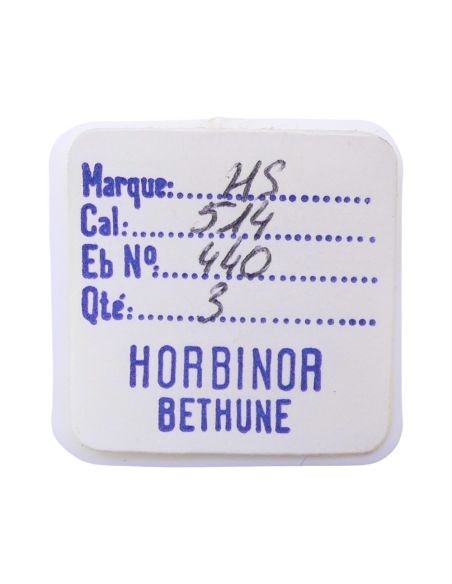 Marque: HS
Cal: 514
Eb Nº: 440
Qté: 3
HORBINOR
BETHUNE